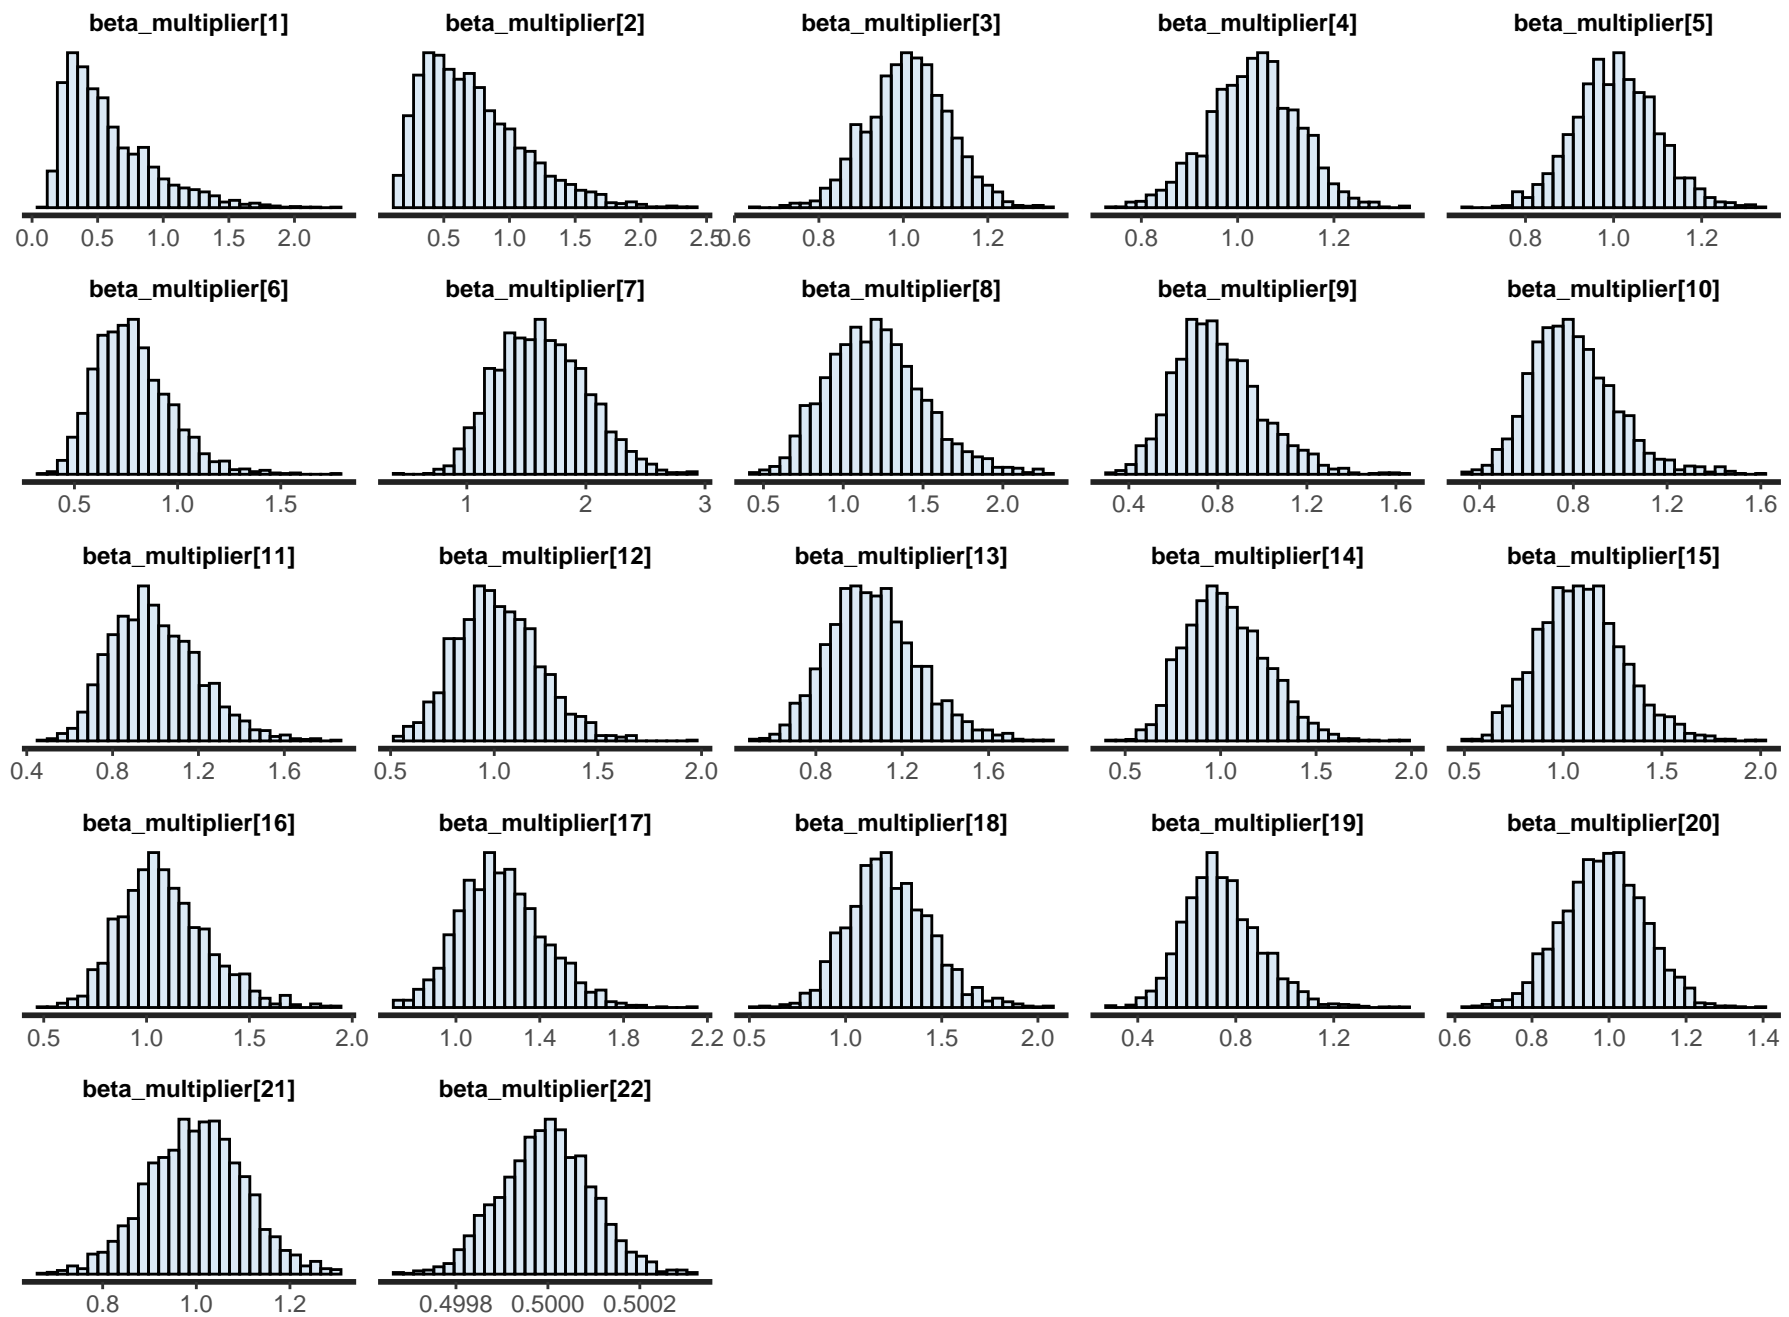 beta_multiplier[1] beta_multiplier[2] beta_multiplier[3] beta_multiplier[4] beta_multiplier[5]
0.0 0.5 1.0 1.5 2.0 0.5 1.0 1.5 2.0 2.5 0.6 0.8 1.0 1.2 0.8 1.0 1.2 0.8 1.0 1.2
beta_multiplier[6] beta_multiplier[7] beta_multiplier[8] beta_multiplier[9] beta_multiplier[10]
0.5 1.0 1.5 1 2 3 0.5 1.0 1.5 2.0 0.4 0.8 1.2 1.6 0.4 0.8 1.2 1.6
beta_multiplier[11] beta_multiplier[12] beta_multiplier[13] beta_multiplier[14] beta_multiplier[15]
0.4 0.8 1.2 1.6 0.5 1.0 1.5 2.0 0.8 1.2 1.6 0.5 1.0 1.5 2.0 0.5 1.0 1.5 2.0
beta_multiplier[16] beta_multiplier[17] beta_multiplier[18] beta_multiplier[19] beta_multiplier[20]
0.5 1.0 1.5 2.0 1.0 1.4 1.8 2.2 0.5 1.0 1.5 2.0 0.4 0.8 1.2 0.6 0.8 1.0 1.2 1.4
beta_multiplier[21] beta_multiplier[22]
0.8 1.0 1.2 0.4998 0.5000 0.5002